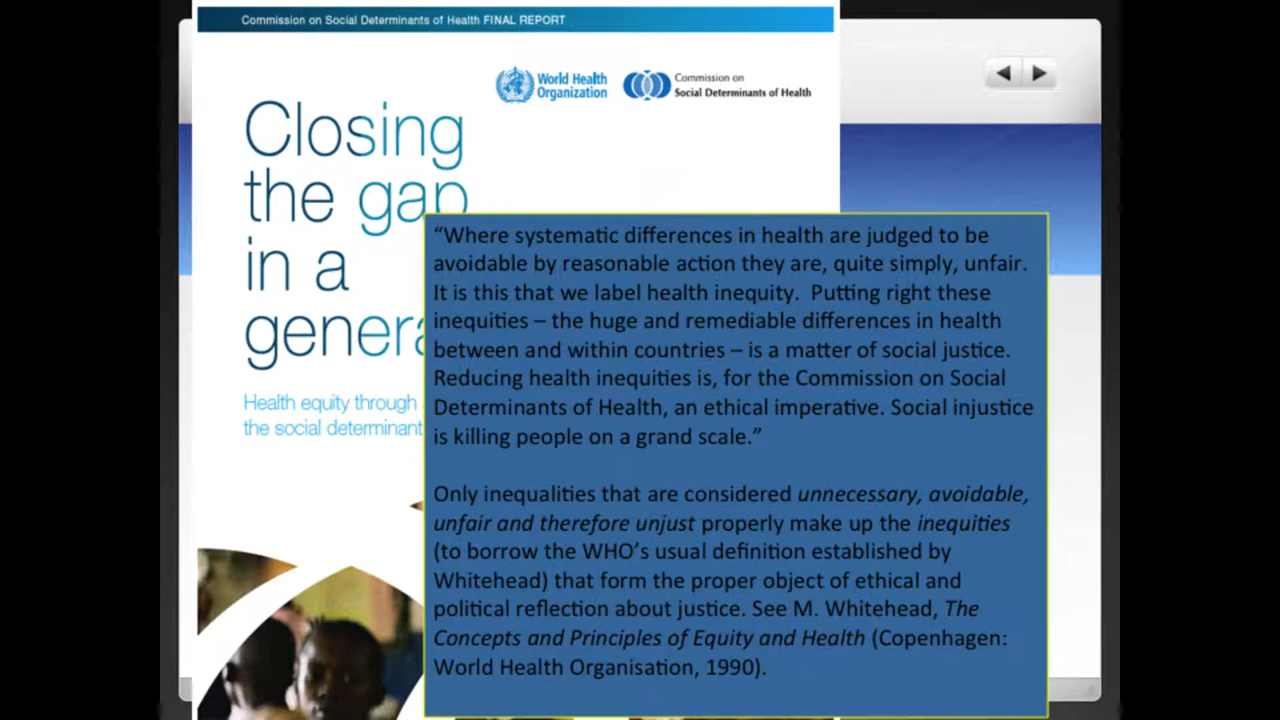 Commission on Social Determinants of Health FINAL REPORT
World Health
Organization
Commission on
Social Determinants of Health
Closing
the gap
in a
genera
Health equity through
the social determinant
“Where systematic differences in health are judged to be
avoidable by reasonable action they are, quite simply, unfair.
It is this that we label health inequity.  Putting right these
inequities – the huge and remediable differences in health
between and within countries – is a matter of social justice.
Reducing health inequities is, for the Commission on Social
Determinants of Health, an ethical imperative. Social injustice
is killing people on a grand scale.”
Only inequalities that are considered unnecessary, avoidable,
unfair and therefore unjust properly make up the inequities
(to borrow the WHO’s usual definition established by
Whitehead) that form the proper object of ethical and
political reflection about justice. See M. Whitehead, The
Concepts and Principles of Equity and Health (Copenhagen:
World Health Organisation, 1990).